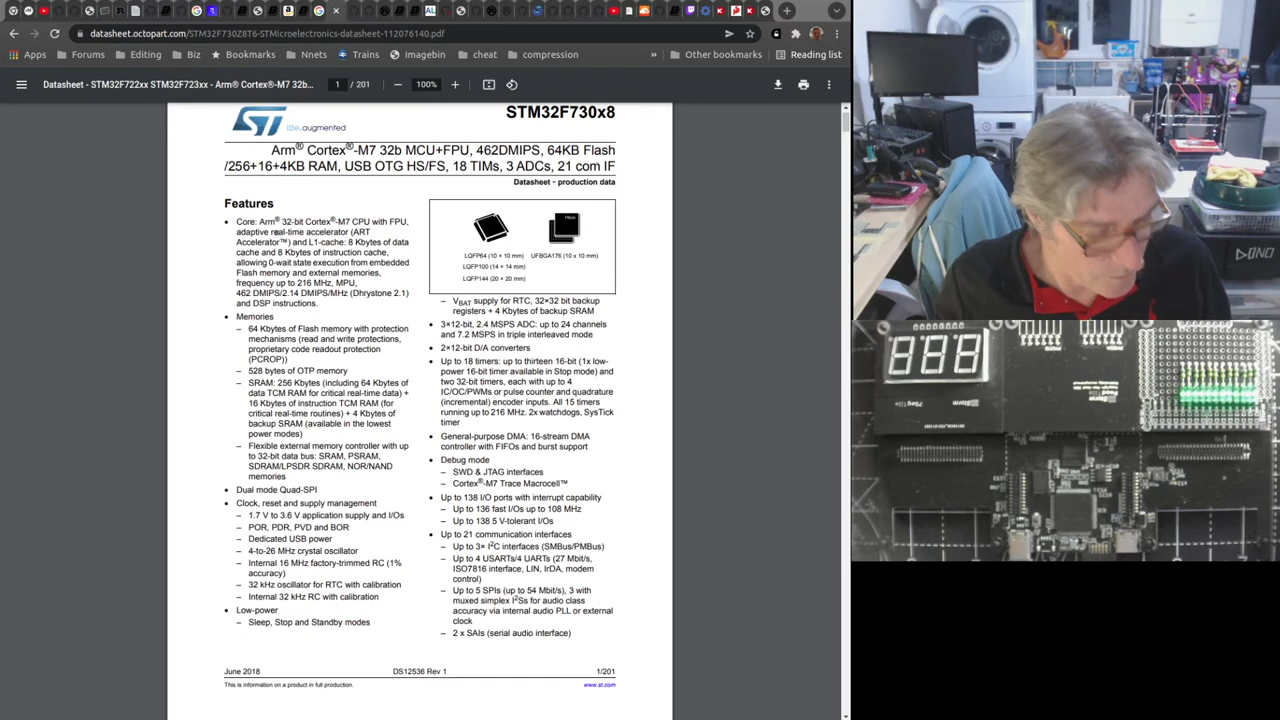 datasheet.octopart.com/STM32F730Z8T6-STMicroelectronics-datasheet-112076140.pdf
Apps Forums Editing Bookmarks Nnets Trains Imagebin cheat compression » Other bookmarks Reading list
Datasheet - STM32F722xx STM32F723xx - Arm® Cortex®-M7 32b... 1 / 201 100%
ST life.augmented
STM32F730x8
Arm® Cortex®-M7 32b MCU+FPU, 462DMIPS, 64KB Flash
/256+16+4KB RAM, USB OTG HS/FS, 18 TIMs, 3 ADCs, 21 com IF
Datasheet - production data
Features
• Core: Arm® 32-bit Cortex®-M7 CPU with FPU,
adaptive real-time accelerator (ART
Accelerator™) and L1-cache: 8 Kbytes of data
cache and 8 Kbytes of instruction cache,
allowing 0-wait state execution from embedded
Flash memory and external memories,
frequency up to 216 MHz, MPU,
462 DMIPS/2.14 DMIPS/MHz (Dhrystone 2.1)
and DSP instructions.
• Memories
– 64 Kbytes of Flash memory with protection
mechanisms (read and write protections,
proprietary code readout protection
(PCROP))
– 528 bytes of OTP memory
– SRAM: 256 Kbytes (including 64 Kbytes of
data TCM RAM for critical real-time data) +
16 Kbytes of instruction TCM RAM (for
critical real-time routines) + 4 Kbytes of
backup SRAM (available in the lowest
power modes)
– Flexible external memory controller with up
to 32-bit data bus: SRAM, PSRAM,
SDRAM/LPSDR SDRAM, NOR/NAND
memories
• Dual mode Quad-SPI
• Clock, reset and supply management
– 1.7 V to 3.6 V application supply and I/Os
– POR, PDR, PVD and BOR
– Dedicated USB power
– 4-to-26 MHz crystal oscillator
– Internal 16 MHz factory-trimmed RC (1%
accuracy)
– 32 kHz oscillator for RTC with calibration
– Internal 32 kHz RC with calibration
• Low-power
– Sleep, Stop and Standby modes
FBGA
LQFP64 (10 × 10 mm) UFBGA176 (10 x 10 mm)
LQFP100 (14 × 14 mm)
LQFP144 (20 × 20 mm)
– VBAT supply for RTC, 32×32 bit backup
registers + 4 Kbytes of backup SRAM
• 3×12-bit, 2.4 MSPS ADC: up to 24 channels
and 7.2 MSPS in triple interleaved mode
• 2×12-bit D/A converters
• Up to 18 timers: up to thirteen 16-bit (1x low-
power 16-bit timer available in Stop mode) and
two 32-bit timers, each with up to 4
IC/OC/PWMs or pulse counter and quadrature
(incremental) encoder inputs. All 15 timers
running up to 216 MHz. 2x watchdogs, SysTick
timer
• General-purpose DMA: 16-stream DMA
controller with FIFOs and burst support
• Debug mode
– SWD & JTAG interfaces
– Cortex®-M7 Trace Macrocell™
• Up to 138 I/O ports with interrupt capability
– Up to 136 fast I/Os up to 108 MHz
– Up to 138 5 V-tolerant I/Os
• Up to 21 communication interfaces
– Up to 3× I²C interfaces (SMBus/PMBus)
– Up to 4 USARTs/4 UARTs (27 Mbit/s,
ISO7816 interface, LIN, IrDA, modem
control)
– Up to 5 SPIs (up to 54 Mbit/s), 3 with
muxed simplex I²Ss for audio class
accuracy via internal audio PLL or external
clock
– 2 x SAIs (serial audio interface)
June 2018 DS12536 Rev 1 1/201
This is information on a product in full production. www.st.com